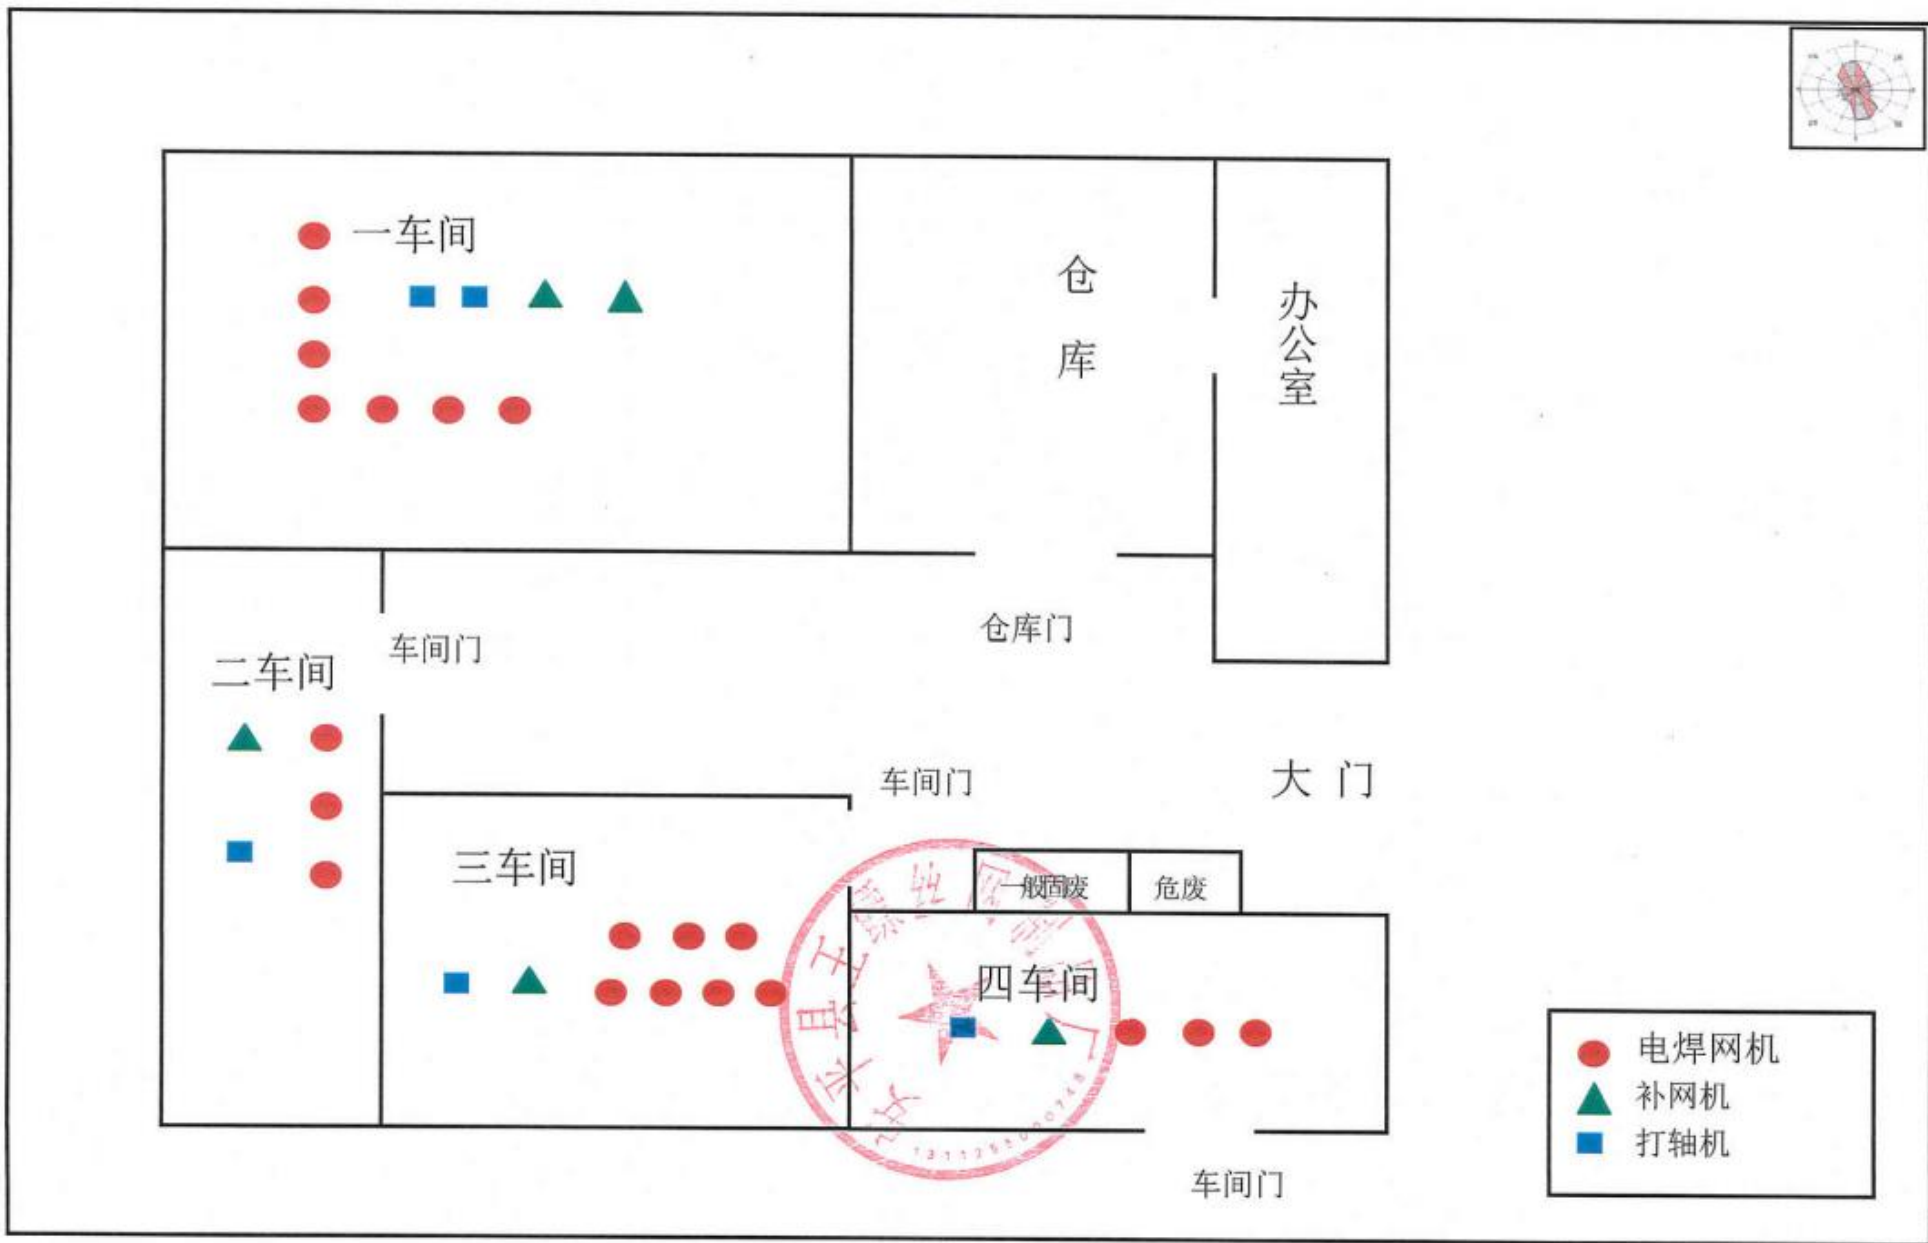 一车间
仓库
办公室
仓库门
车间门
二车间
车间门
大门
三车间
一般固废
危废
四车间
电焊网机
补网机
打轴机
车间门